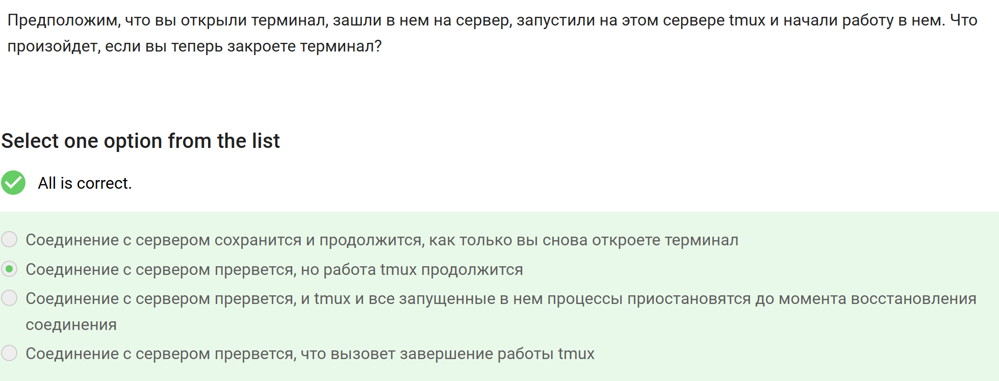 Предположим, что вы открыли терминал, зашли в нем на сервер, запустили на этом сервере tmux и начали работу в нем. Что
произойдет, если вы теперь закроете терминал?
Select one option from the list
All is correct.
Соединение с сервером сохранится и продолжится, как только вы снова откроете терминал
Соединение с сервером прервется, но работа tmux продолжится
Соединение с сервером прервется, и tmux и все запущенные в нем процессы приостановятся до момента восстановления
соединения
Соединение с сервером прервется, что вызовет завершение работы tmux